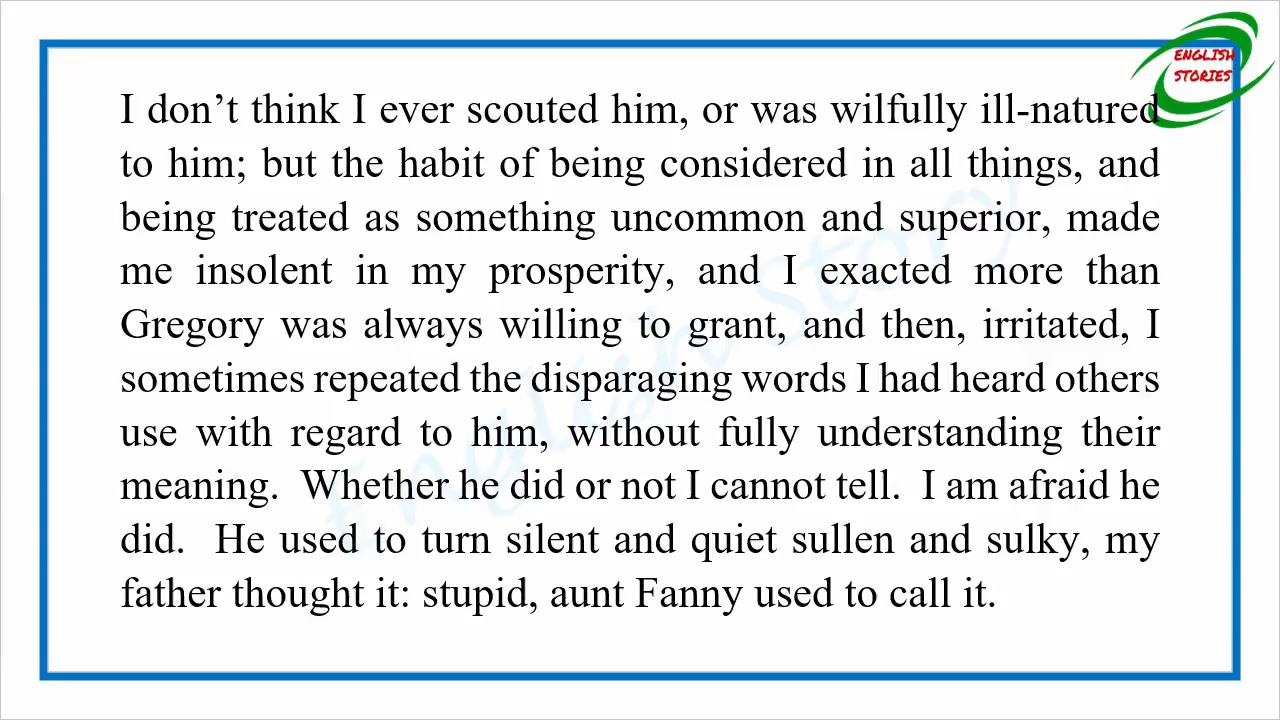 ENGLISH
STORIES
I don’t think I ever scouted him, or was wilfully ill-natured
to him; but the habit of being considered in all things, and
being treated as something uncommon and superior, made
me insolent in my prosperity, and I exacted more than
Gregory was always willing to grant, and then, irritated, I
sometimes repeated the disparaging words I had heard others
use with regard to him, without fully understanding their
meaning.  Whether he did or not I cannot tell.  I am afraid he
did.  He used to turn silent and quiet sullen and sulky, my
father thought it: stupid, aunt Fanny used to call it.
English Story